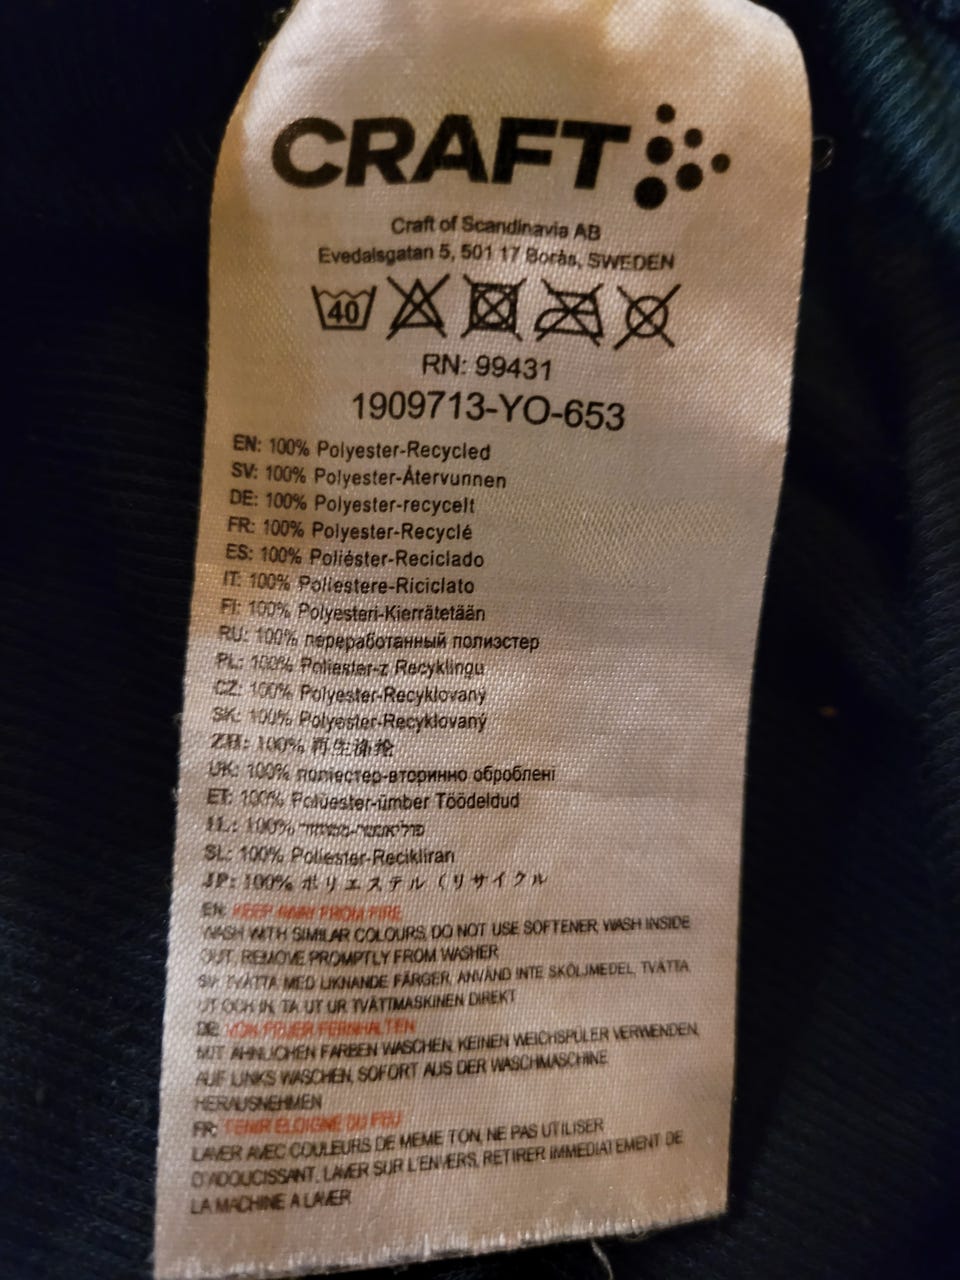 CRAFT
Craft of Scandinavia AB
Evedalsgatan 5, 501 17 Borås, SWEDEN
40
RN: 99431
1909713-YO-653
EN: 100% Polyester-Recycled
SV: 100% Polyester-Återvunnen
DE: 100% Polyester-recycelt
FR: 100% Polyester-Recyclé
ES: 100% Poliéster-Reciclado
IT: 100% Poliestere-Riciclato
FI: 100% Polyesteri-Kierrätetään
RU: 100% переработанный полиэстер
PL: 100% Poliester-z Recyklingu
CZ: 100% Polyester-Recyklovaný
SK: 100% Polyester-Recyklovaný
ZH: 100% 再生涤纶
UK: 100% поліестер-вторинно оброблені
ET: 100% Polüester-ümber Töödeldud
IL: 100%
SL: 100% Poliester-Recikliran
JP: 100% ポリエステル (リサイクル
EN: KEEP AWAY FROM FIRE
WASH WITH SIMILAR COLOURS, DO NOT USE SOFTENER, WASH INSIDE
OUT, REMOVE PROMPTLY FROM WASHER
SV: TVÄTTA MED LIKNANDE FÄRGER, ANVÄND INTE SKÖLJMEDEL, TVÄTTA
UT OCH IN, TA UT UR TVÄTTMASKINEN DIREKT
DE: VON FEUER FERNHALTEN
MIT ÄHNLICHEN FARBEN WASCHEN, KEINEN WEICHSPÜLER VERWENDEN,
AUF LINKS WASCHEN, SOFORT AUS DER WASCHMASCHINE
HERAUSNEHMEN
FR: TENIR ELOIGNE DU FEU
LAVER AVEC COULEURS DE MEME TON, NE PAS UTILISER
D'ADOUCISSANT, LAVER SUR L'ENVERS, RETIRER IMMEDIATEMENT DE
LA MACHINE A LAVER